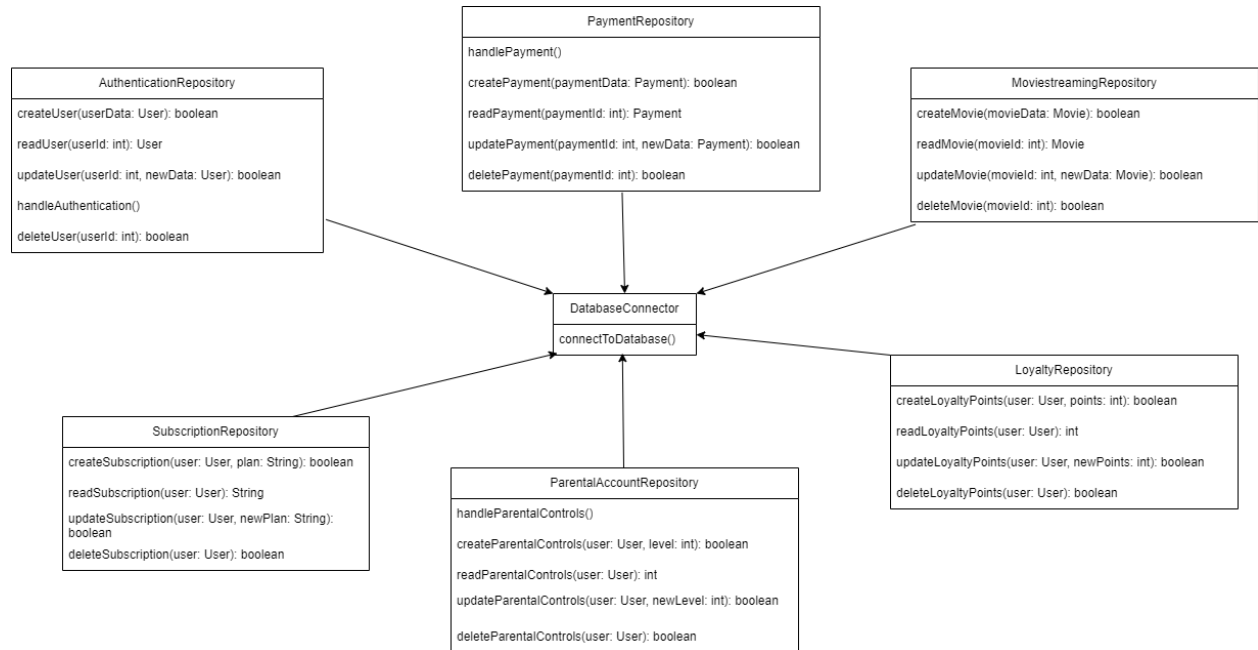 PaymentRepository
handlePayment()
createPayment(paymentData: Payment): boolean
readPayment(paymentId: int): Payment
updatePayment(paymentId: int, newData: Payment): boolean
deletePayment(paymentId: int): boolean
AuthenticationRepository
createUser(userData: User): boolean
readUser(userId: int): User
updateUser(userId: int, newData: User): boolean
handleAuthentication()
deleteUser(userId: int): boolean
MoviestreamingRepository
createMovie(movieData: Movie): boolean
readMovie(movieId: int): Movie
updateMovie(movieId: int, newData: Movie): boolean
deleteMovie(movieId: int): boolean
DatabaseConnector
connectToDatabase()
LoyaltyRepository
createLoyaltyPoints(user: User, points: int): boolean
readLoyaltyPoints(user: User): int
updateLoyaltyPoints(user: User, newPoints: int): boolean
deleteLoyaltyPoints(user: User): boolean
SubscriptionRepository
createSubscription(user: User, plan: String): boolean
readSubscription(user: User): String
updateSubscription(user: User, newPlan: String):
boolean
deleteSubscription(user: User): boolean
ParentalAccountRepository
handleParentalControls()
createParentalControls(user: User, level: int): boolean
readParentalControls(user: User): int
updateParentalControls(user: User, newLevel: int): boolean
deleteParentalControls(user: User): boolean